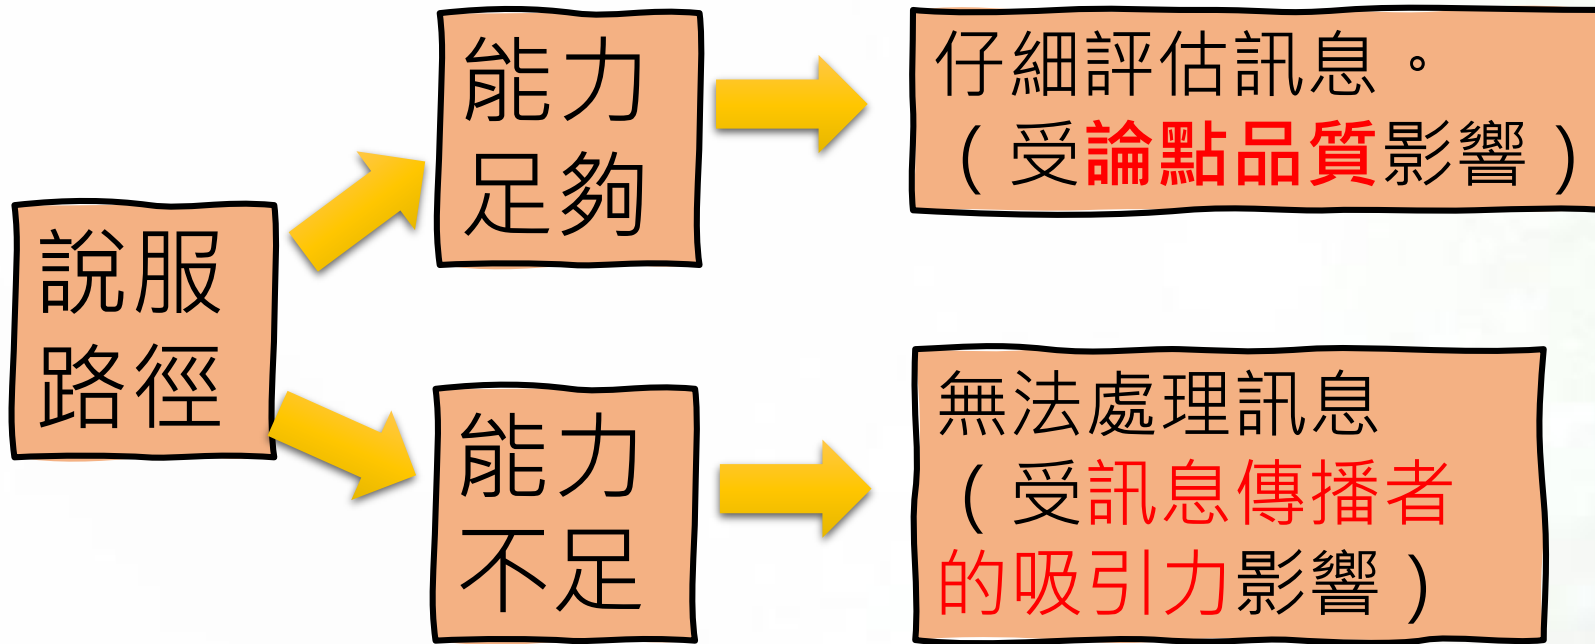 說服
路徑
能力
足夠
仔細評估訊息。
（受論點品質影響）
能力
不足
無法處理訊息
（受訊息傳播者
的吸引力影響）